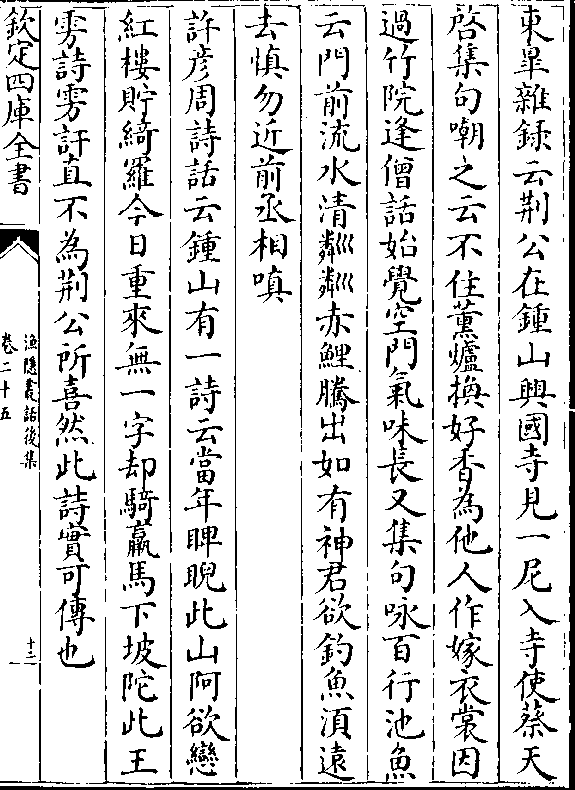 東臯雜録云荆公在鍾山興國寺見一尼入寺使蔡天
啓集句嘲之云不住薰爐換好香為他人作嫁衣裳因
過竹院逢僧話始覺空門氣味長又集句咏百行池魚
云門前流水清粼粼赤鯉騰出如有神君欲釣魚湏遠
去慎勿近前丞相嗔
許彦周詩話云鍾山有一詩云當年睥睨此山阿欲戀
紅樓貯綺羅今日重來無一字却騎羸馬下坡陀此王
雱詩雱訐直不為荆公所喜然此詩實可傳也
欽定四庫全書
漁隱叢話後集
卷二十五
十二